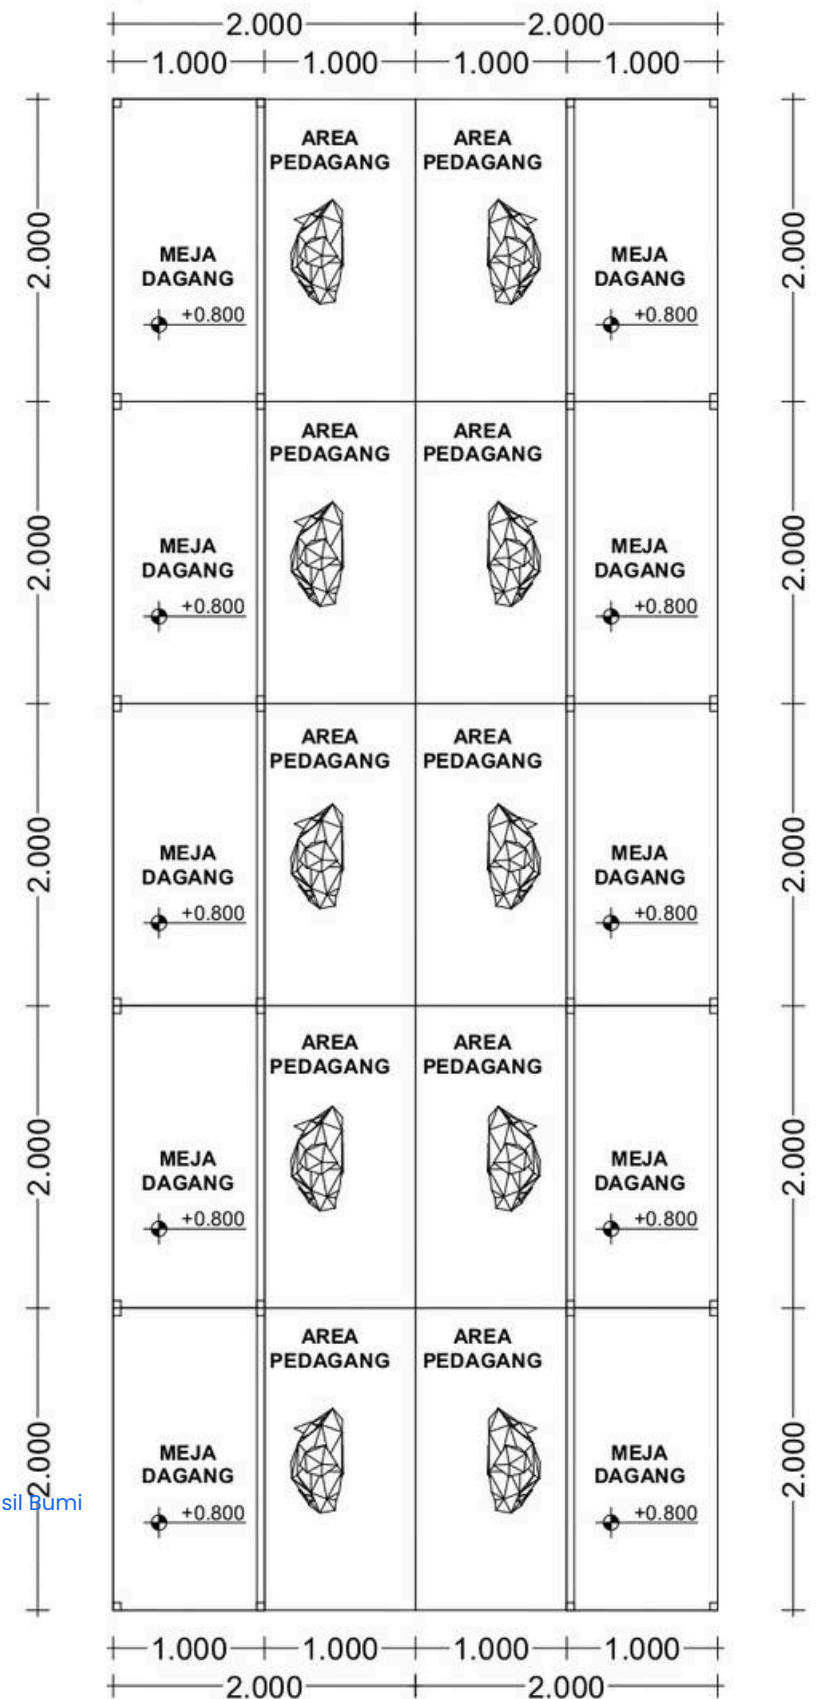 2.000 2.000
1.000 1.000 1.000 1.000
AREA AREA
PEDAGANG PEDAGANG
2.000 2.000
MEJA MEJA
DAGANG DAGANG
+0.800 +0.800
AREA AREA
PEDAGANG PEDAGANG
2.000 2.000
MEJA MEJA
DAGANG DAGANG
+0.800 +0.800
AREA AREA
PEDAGANG PEDAGANG
2.000 2.000
MEJA MEJA
DAGANG DAGANG
+0.800 +0.800
AREA AREA
PEDAGANG PEDAGANG
2.000 2.000
MEJA MEJA
DAGANG DAGANG
+0.800 +0.800
AREA AREA
PEDAGANG PEDAGANG
2.000 2.000
MEJA MEJA
DAGANG DAGANG
sil Bumi
+0.800 +0.800
1.000 1.000 1.000 1.000
2.000 2.000